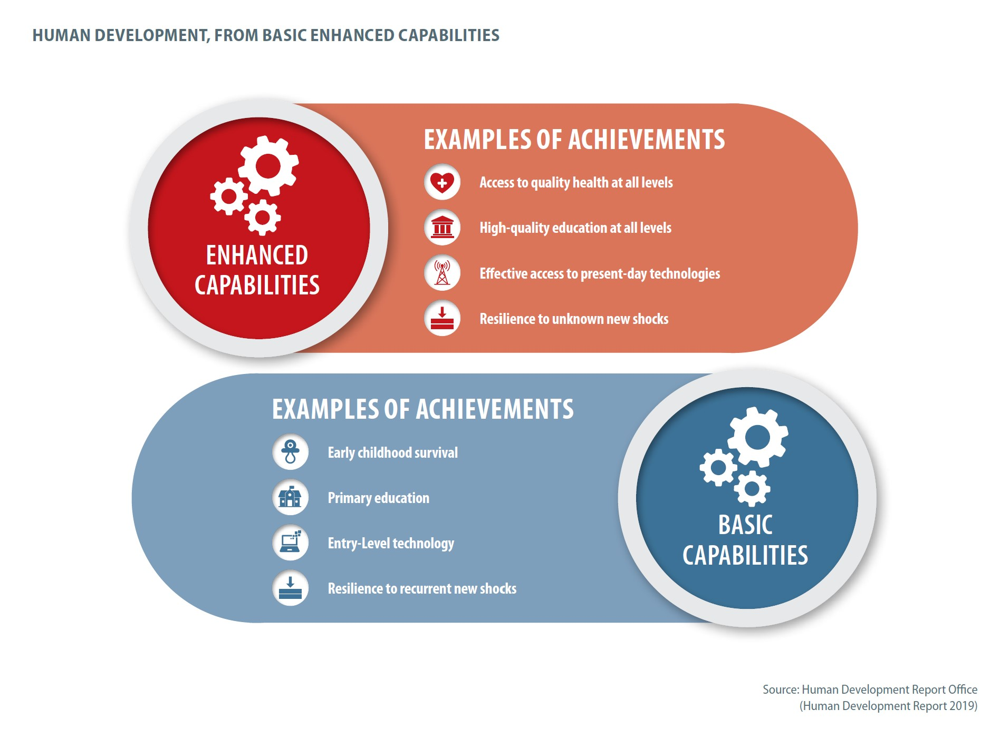 HUMAN DEVELOPMENT, FROM BASIC ENHANCED CAPABILITIES
ENHANCED
CAPABILITIES
EXAMPLES OF ACHIEVEMENTS
Access to quality health at all levels
High-quality education at all levels
Effective access to present-day technologies
Resilience to unknown new shocks
EXAMPLES OF ACHIEVEMENTS
Early childhood survival
Primary education
Entry-Level technology
Resilience to recurrent new shocks
BASIC
CAPABILITIES
Source: Human Development Report Office
(Human Development Report 2019)